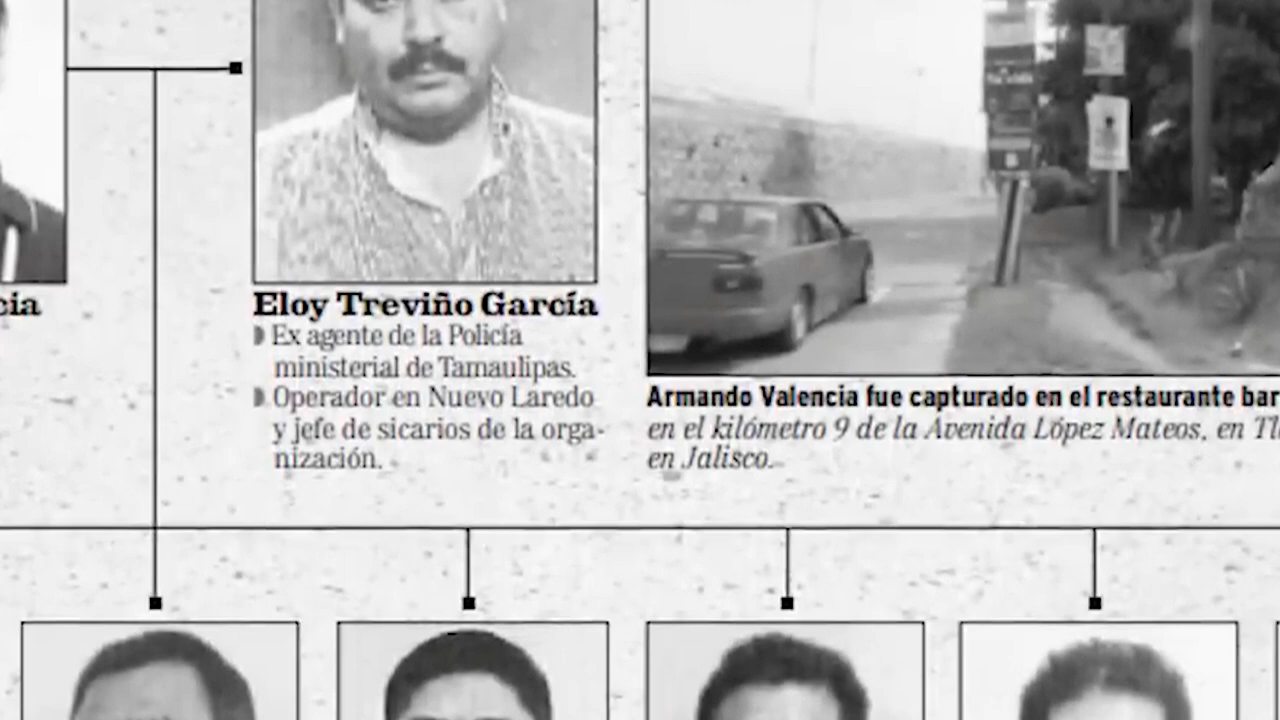 cia
Eloy Treviño García
Ex agente de la Policía
ministerial de Tamaulipas.
Operador en Nuevo Laredo
y jefe de sicarios de la orga-
nización.
Armando Valencia fue capturado en el restaurante bar
en el kilómetro 9 de la Avenida López Mateos, en Tla
en Jalisco.